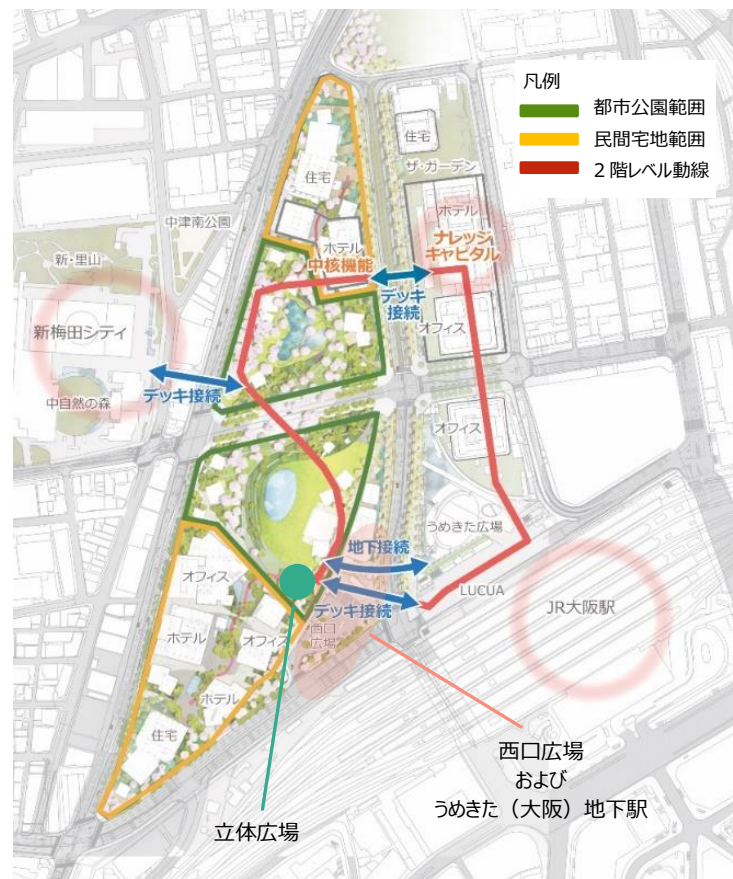 凡例
都市公園範囲
民間宅地範囲
2階レベル動線
住宅
ザ・ガーデン
住宅
ホテル
中津南公園
ナレッジ
キャピタル
ホテル
中核機能
新・里山
デッキ
接続
新梅田シティ
オフィス
デッキ接続
中自然の森
オフィス
うめきた広場
地下接続
オフィス
LUCUA
デッキ接続
JR大阪駅
西口
広場
ホテル
オフィス
ホテル
住宅
西口広場
および
うめきた（大阪）地下駅
立体広場